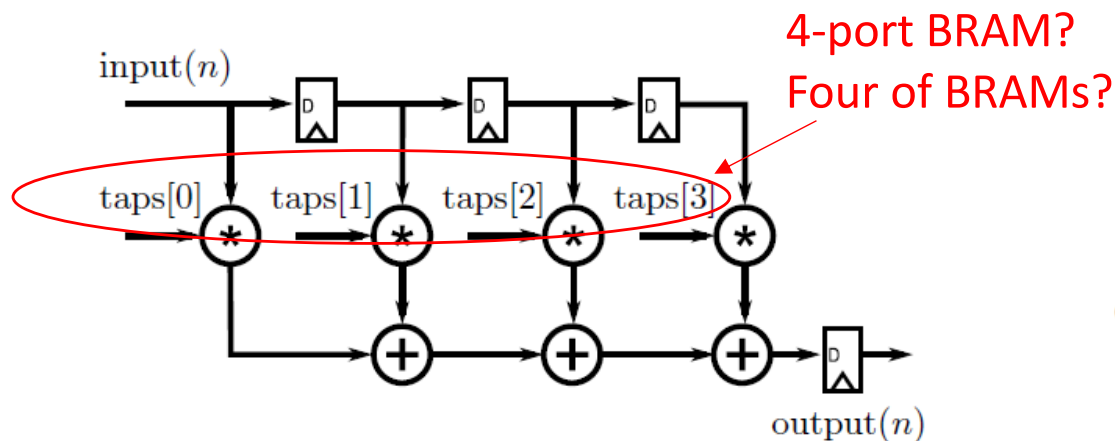 4-port BRAM?
Four of BRAMs?
input(n)
D
D
D
taps[0]
taps[1]
taps[2]
taps[3]
*
*
*
*
+
+
+
D
output(n)